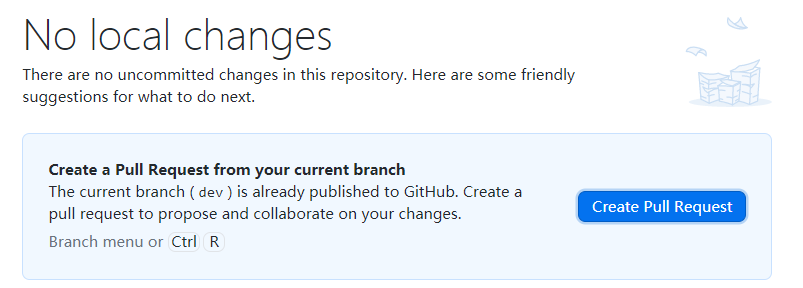 No local changes
There are no uncommitted changes in this repository. Here are some friendly
suggestions for what to do next.
Create a Pull Request from your current branch
The current branch ( dev ) is already published to GitHub. Create a
pull request to propose and collaborate on your changes.
Branch menu or Ctrl R
Create Pull Request